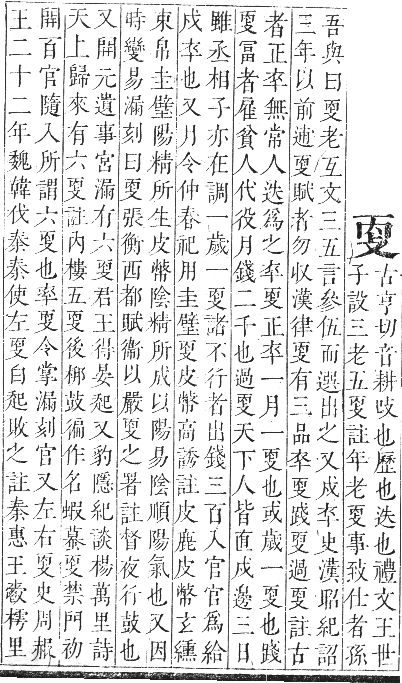 更
古亨切音耕改也歷也迭也禮文王世
子設三老五更註年老更事致仕者孫
吾與曰更老互文三五言參伍而選出之又戍卒史漢昭紀詔
三年以前逋更賦者勿收漢律更有三品卒更踐更過更註古
者正卒無常人迭爲之卒更正卒一月一更也或歲一更也踐
更冨者雇貧人代役月錢二千也過更天下人皆直戍邊三日
雖丞相子亦在調一歲一更諸不行者出錢三百入官官爲給
戍卒也又月令仲春祀用圭璧更皮幣高誘註皮鹿皮幣玄纁
束帛圭璧陽精所生皮幣陰精所成以陽易陰順陽氣也又因
時變易漏刻曰更張衡西都賦衞以嚴更之署註督夜行鼓也
又開元遺事宮漏有六更君王得晏起又豹隱紀談楊萬里詩
天上歸來有六更註內樓五更後梆鼓徧作名蝦蟇更禁門初
開百官隨入所謂六更也率更令掌漏刻官又左右更史周赧
王二十二年魏韓伐秦秦使左更白起敗之註秦惠王發樗里